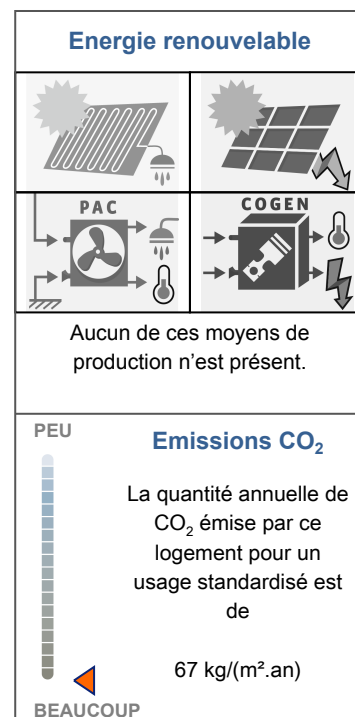 Energie renouvelable
PAC
COGEN
Aucun de ces moyens de
production n’est présent.
PEU
Emissions CO₂
La quantité annuelle de
CO₂ émise par ce
logement pour un
usage standardisé est
de
67 kg/(m².an)
BEAUCOUP